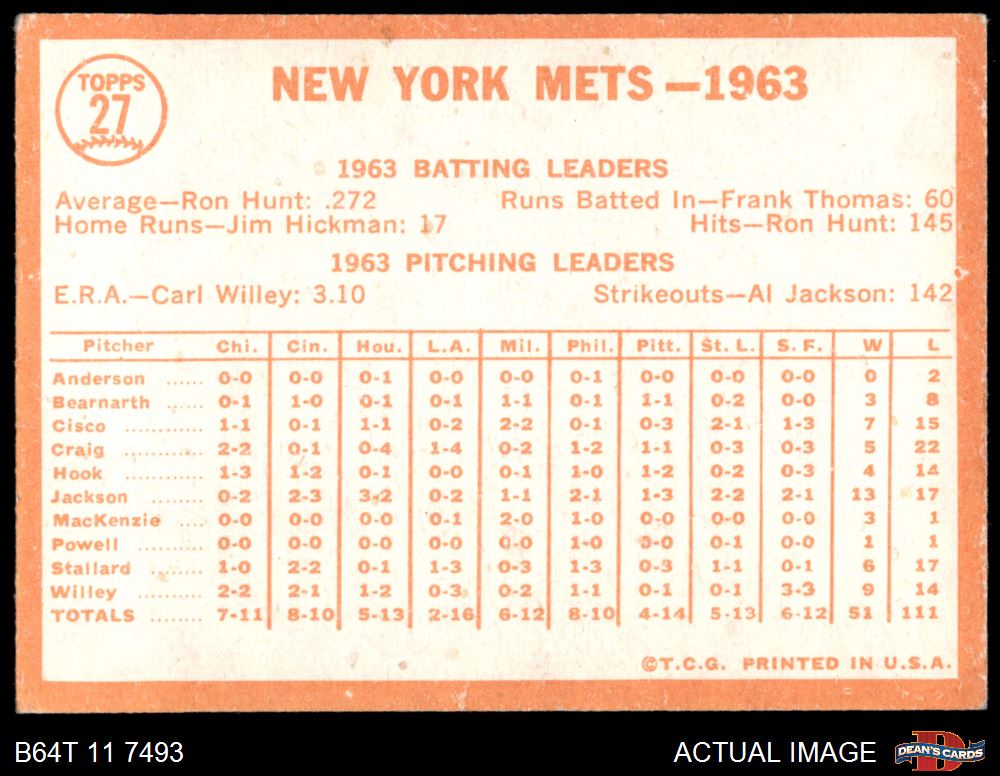 TOPPS
27
NEW YORK METS—1963
1963 BATTING LEADERS
Average—Ron Hunt: .272 Runs Batted In—Frank Thomas: 60
Home Runs—Jim Hickman: 17 Hits—Ron Hunt: 145
1963 PITCHING LEADERS
E.R.A.—Carl Willey: 3.10 Strikeouts—Al Jackson: 142
Pitcher Chi. Cin. Hou. L.A. Mil. Phil. Pitt. St. L. S. F. W L
Anderson ...... 0-0 0-0 0-1 0-0 0-0 0-1 0-0 0-0 0-0 0 2
Bearnarth ...... 0-1 1-0 0-1 0-1 1-1 0-1 1-1 0-2 0-0 3 8
Cisco ............ 1-1 0-1 1-1 0-2 2-2 0-1 0-3 2-1 1-3 7 15
Craig ............ 2-2 0-1 0-4 1-4 0-2 1-2 1-1 0-3 0-3 5 22
Hook ............ 1-3 1-2 0-1 0-0 0-1 1-0 1-2 0-2 0-3 4 14
Jackson ........ 0-2 2-3 3-2 0-2 1-1 2-1 1-3 2-2 2-1 13 17
MacKenzie .... 0-0 0-0 0-0 0-1 2-0 1-0 0-0 0-0 0-0 3 1
Powell .......... 0-0 0-0 0-0 0-0 0-0 1-0 0-0 0-1 0-0 1 1
Stallard ........ 1-0 2-2 0-1 1-3 0-3 1-3 0-3 1-1 0-1 6 17
Willey .......... 2-2 2-1 1-2 0-3 0-2 1-1 0-1 0-1 3-3 9 14
TOTALS ........ 7-11 8-10 5-13 2-16 6-12 8-10 4-14 5-13 6-12 51 111
©T.C.G. PRINTED IN U.S.A.
B64T 11 7493 ACTUAL IMAGE DEAN'S CARDS